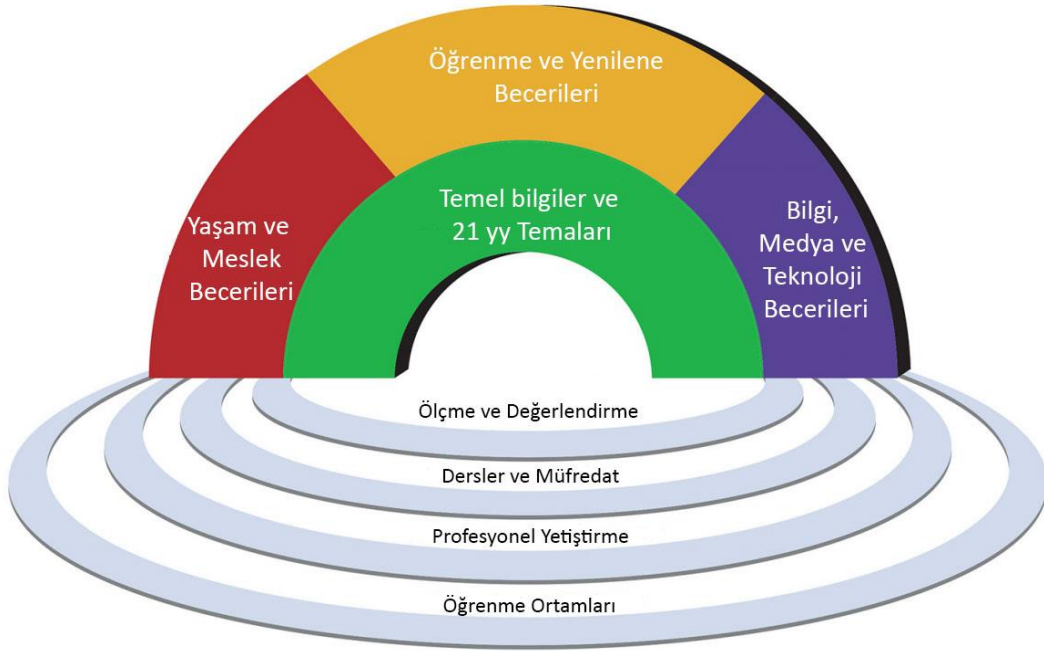 Öğrenme ve Yenilene
Becerileri
Temel bilgiler ve
21 yy Temaları
Yaşam ve
Meslek
Becerileri
Bilgi,
Medya ve
Teknoloji
Becerileri
Ölçme ve Değerlendirme
Dersler ve Müfredat
Profesyonel Yetiştirme
Öğrenme Ortamları